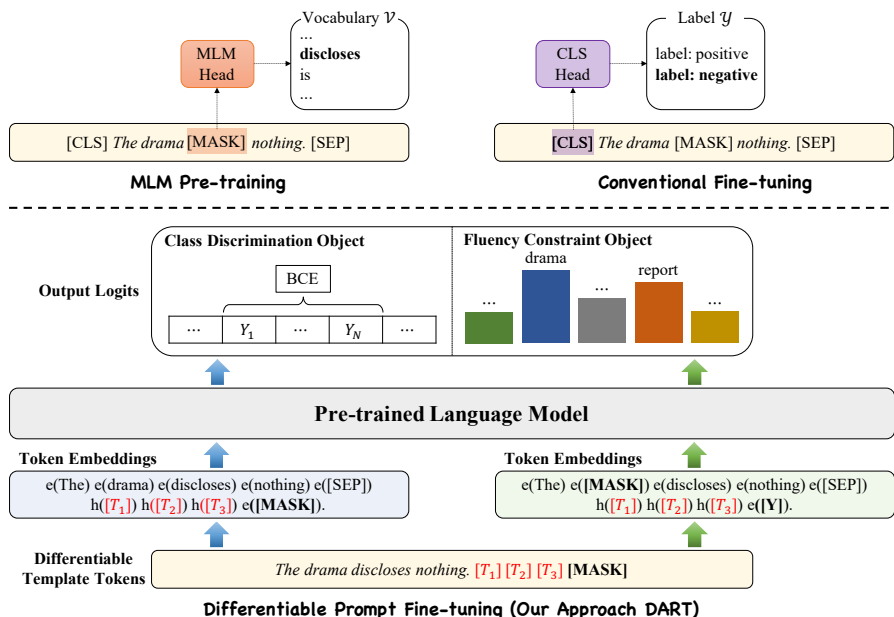 Vocabulary 𝒱
...
discloses
is
...
MLM
Head
[CLS] The drama [MASK] nothing. [SEP]
MLM Pre-training
Label 𝒴
label: positive
label: negative
CLS
Head
[CLS] The drama [MASK] nothing. [SEP]
Conventional Fine-tuning
Output Logits
Class Discrimination Object
BCE
... Y₁ ... Y_N ...
Fluency Constraint Object
... drama ... report ...
Pre-trained Language Model
Token Embeddings
e(The) e(drama) e(discloses) e(nothing) e([SEP])
h([T₁]) h([T₂]) h([T₃]) e([MASK]).
Token Embeddings
e(The) e([MASK]) e(discloses) e(nothing) e([SEP])
h([T₁]) h([T₂]) h([T₃]) e([Y]).
Differentiable
Template Tokens
The drama discloses nothing. [T₁] [T₂] [T₃] [MASK]
Differentiable Prompt Fine-tuning (Our Approach DART)